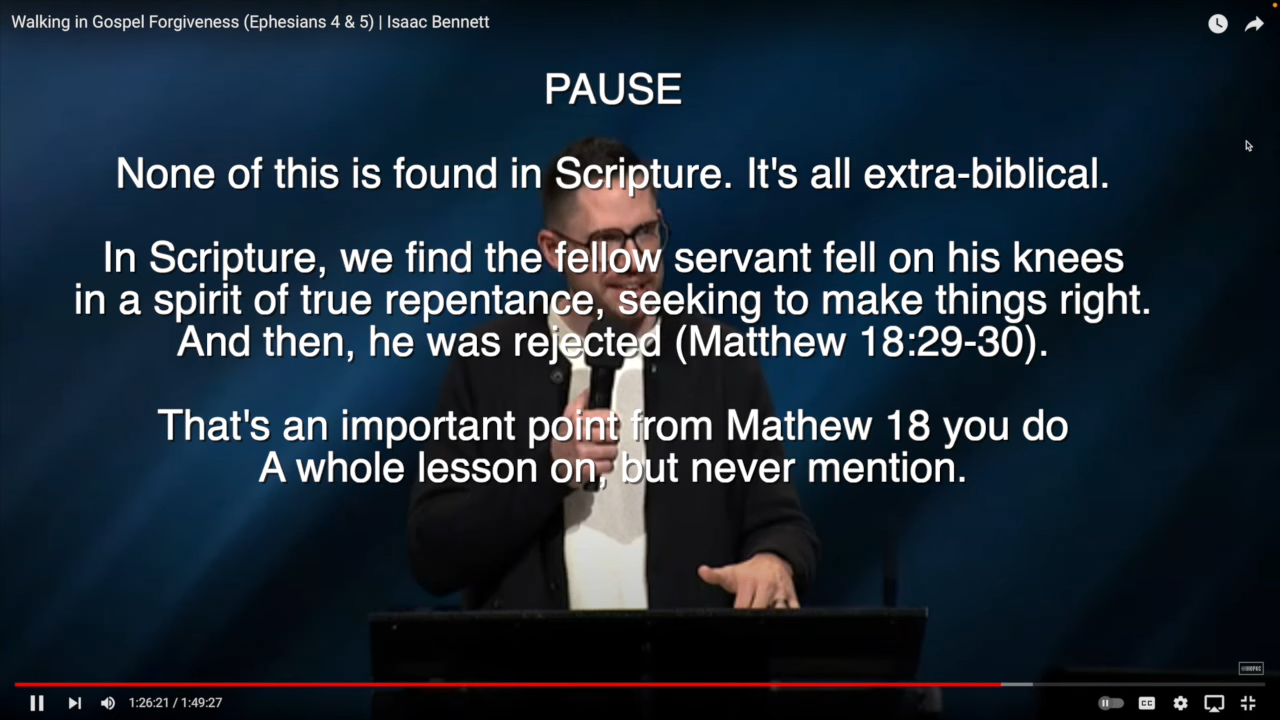 Walking in Gospel Forgiveness (Ephesians 4 & 5) | Isaac Bennett
PAUSE
None of this is found in Scripture. It's all extra-biblical.
In Scripture, we find the fellow servant fell on his knees
in a spirit of true repentance, seeking to make things right.
And then, he was rejected (Matthew 18:29-30).
That's an important point from Mathew 18 you do
A whole lesson on, but never mention.
1:26:21 / 1:49:27
CC